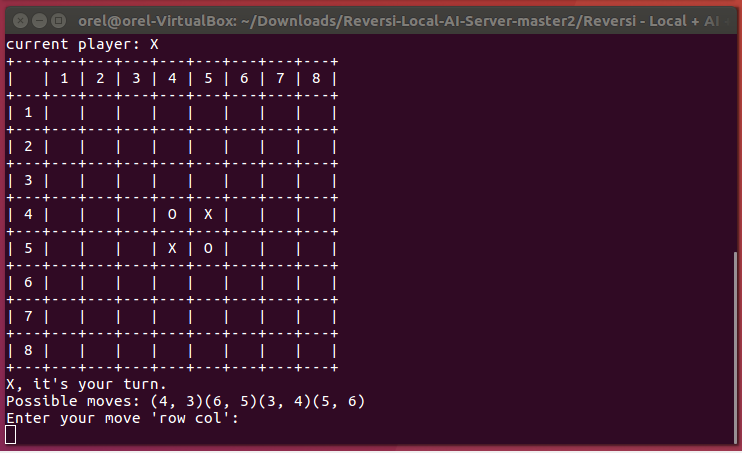 orel@orel-VirtualBox: ~/Downloads/Reversi-Local-AI-Server-master2/Reversi - Local + AI -
current player: X
+---+---+---+---+---+---+---+---+---+
|   | 1 | 2 | 3 | 4 | 5 | 6 | 7 | 8 |
+---+---+---+---+---+---+---+---+---+
| 1 |   |   |   |   |   |   |   |   |
+---+---+---+---+---+---+---+---+---+
| 2 |   |   |   |   |   |   |   |   |
+---+---+---+---+---+---+---+---+---+
| 3 |   |   |   |   |   |   |   |   |
+---+---+---+---+---+---+---+---+---+
| 4 |   |   |   | O | X |   |   |   |
+---+---+---+---+---+---+---+---+---+
| 5 |   |   |   | X | O |   |   |   |
+---+---+---+---+---+---+---+---+---+
| 6 |   |   |   |   |   |   |   |   |
+---+---+---+---+---+---+---+---+---+
| 7 |   |   |   |   |   |   |   |   |
+---+---+---+---+---+---+---+---+---+
| 8 |   |   |   |   |   |   |   |   |
+---+---+---+---+---+---+---+---+---+
X, it's your turn.
Possible moves: (4, 3)(6, 5)(3, 4)(5, 6)
Enter your move 'row col':